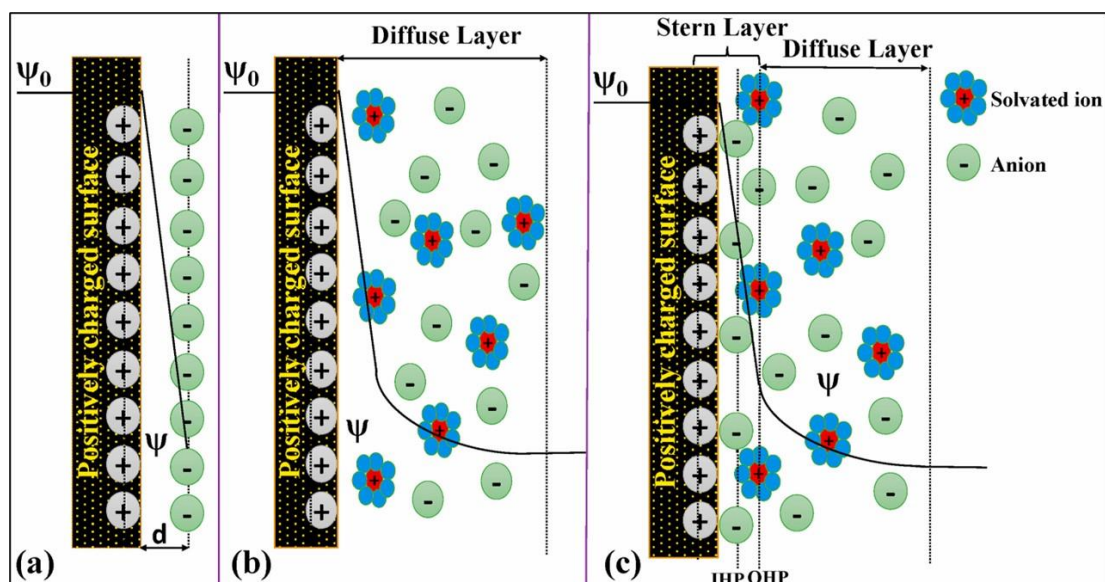 Ψ0
Positively charged surface
Ψ
d
(a)
Diffuse Layer
Ψ0
Positively charged surface
Ψ
(b)
Stern Layer
Diffuse Layer
Ψ0
Positively charged surface
Ψ
Solvated ion
Anion
IHP OHP
(c)